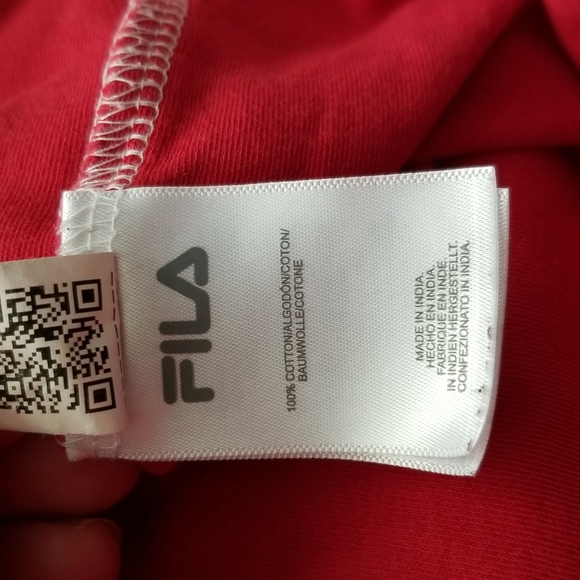 FILA
100% COTTON/ALGODÓN/COTON/
BAUMWOLLE/COTONE
MADE IN INDIA.
HECHO EN INDIA.
FABRIQUE EN INDE.
IN INDIEN HERGESTELLT.
CONFEZIONATO IN INDIA.